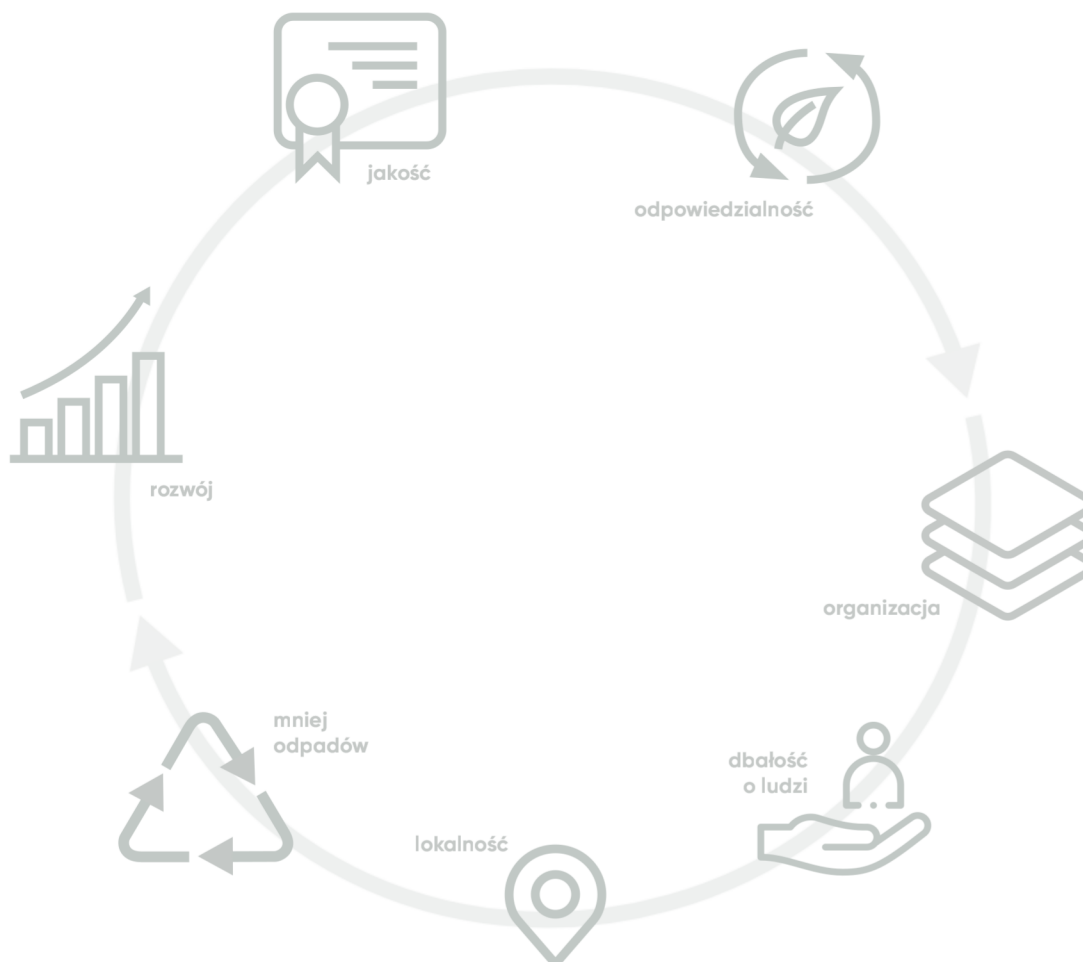 jakość
odpowiedzialność
rozwój
organizacja
mniej
odpadów
dbałość
o ludzi
lokalność